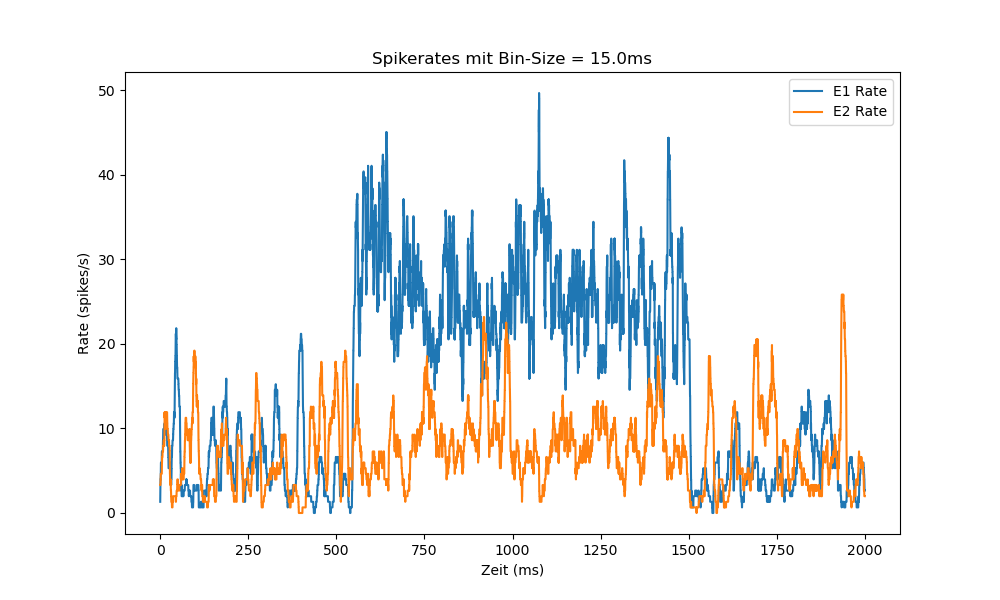 Spikerates mit Bin-Size = 15.0ms
E1 Rate
E2 Rate
50
40
30
20
10
0
Rate (spikes/s)
0 250 500 750 1000 1250 1500 1750 2000
Zeit (ms)